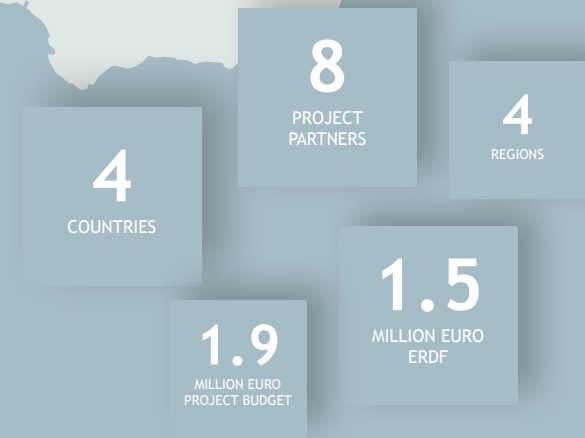 8
PROJECT
PARTNERS
4
REGIONS
4
COUNTRIES
1.5
MILLION EURO
ERDF
1.9
MILLION EURO
PROJECT BUDGET